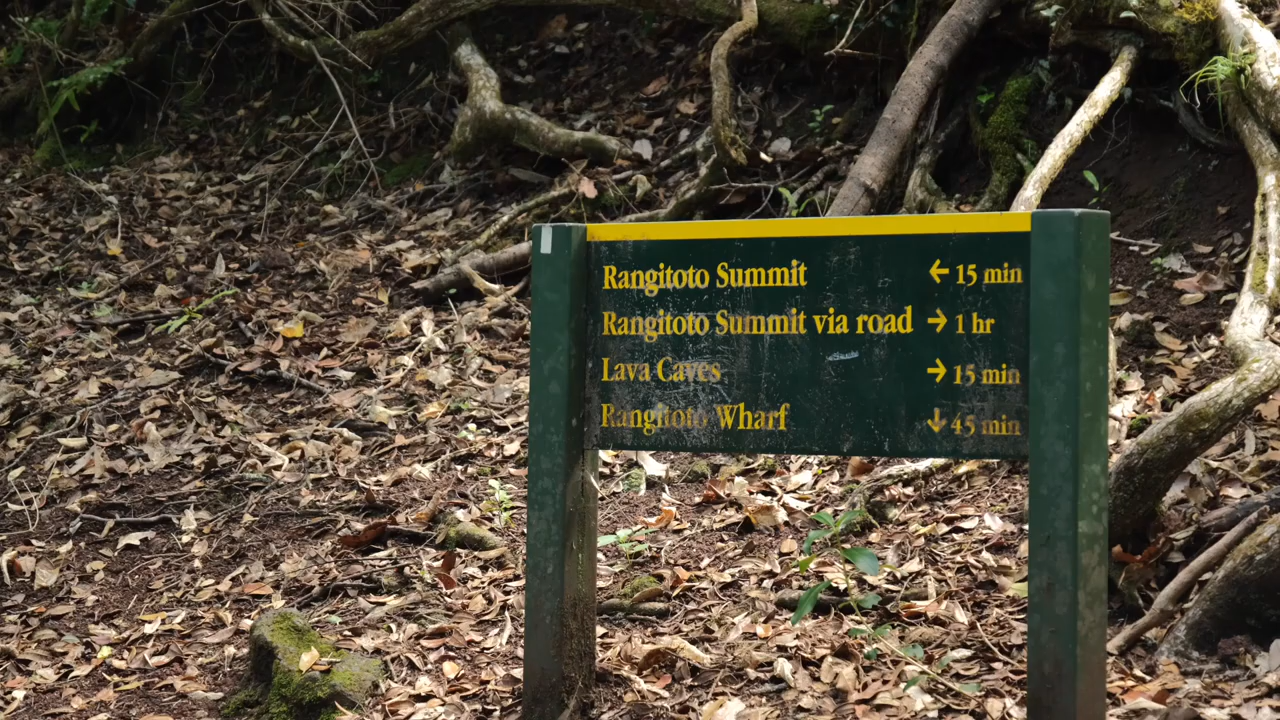 Rangitoto Summit ← 15 min
Rangitoto Summit via road → 1 hr
Lava Caves → 15 min
Rangitoto Wharf ↓ 45 min